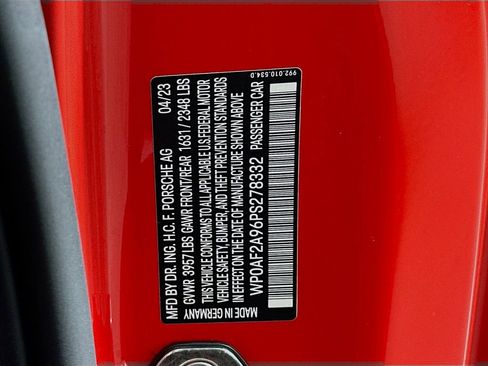 MFD BY DR. ING. H.C. F. PORSCHE AG 04/23
GVWR 3957 LBS GAWR FRONT/REAR 1631/2348 LBS
THIS VEHICLE CONFORMS TO ALL APPLICABLE U.S.FEDERAL MOTOR
VEHICLE SAFETY, BUMPER, AND THEFT PREVENTION STANDARDS
IN EFFECT ON THE DATE OF MANUFACTURE SHOWN ABOVE
WP0AF2A96PS278332 PASSENGER CAR
MADE IN GERMANY
992.010.534.D